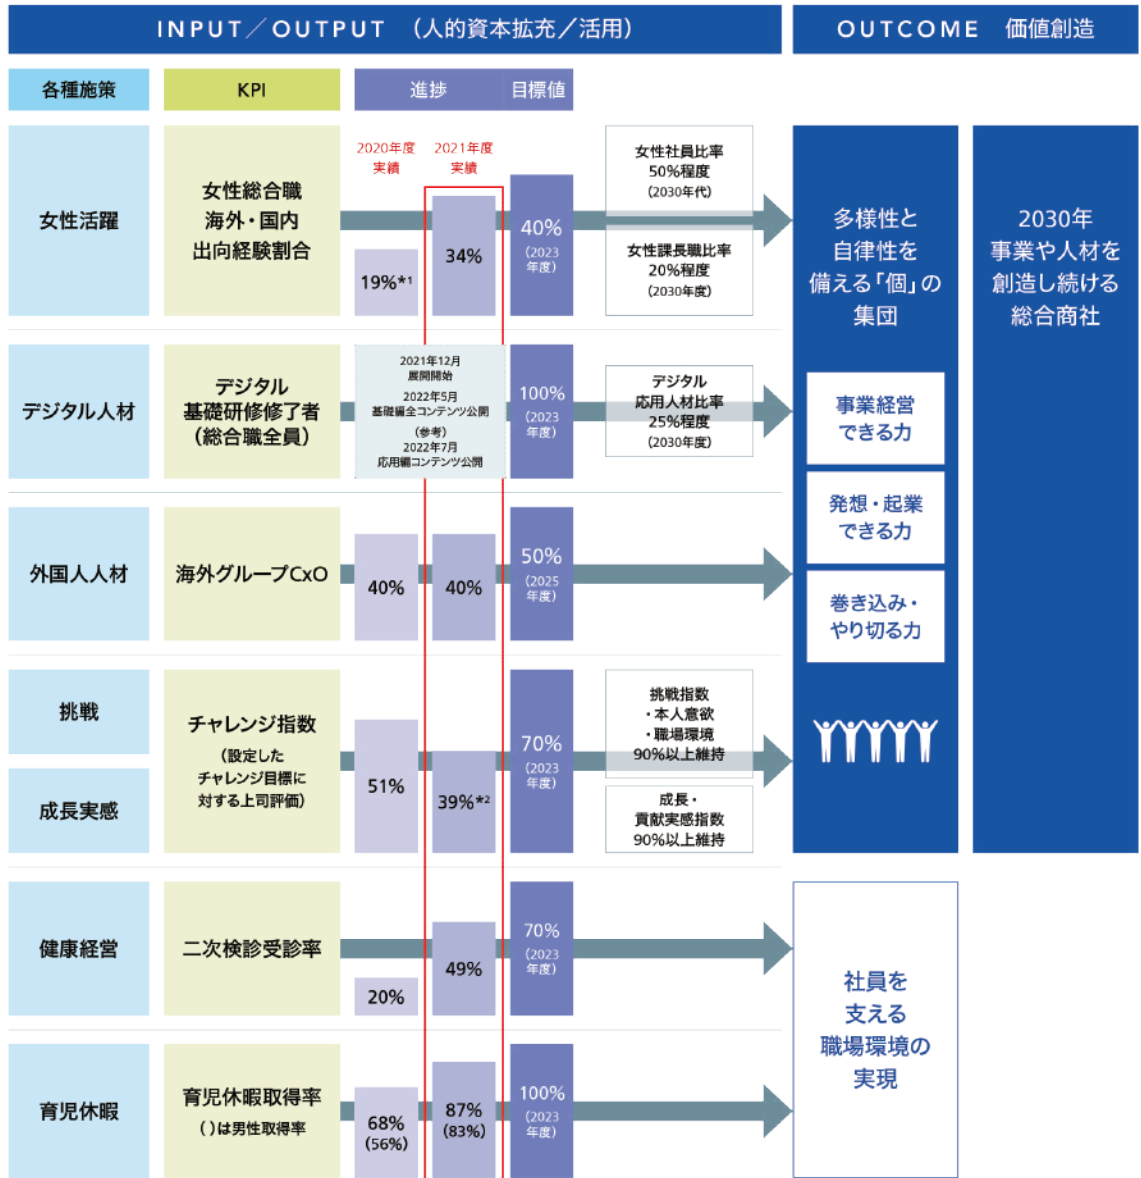 INPUT／OUTPUT （人的資本拡充／活用）
OUTCOME 価値創造
各種施策
KPI
進捗
目標値
女性活躍
女性総合職
海外・国内
出向経験割合
2020年度
実績
19%*1
2021年度
実績
34%
40%
（2023
年度）
女性社員比率
50%程度
（2030年代）
女性課長職比率
20%程度
（2030年度）
デジタル人材
デジタル
基礎研修修了者
（総合職全員）
2021年12月
展開開始
2022年5月
基礎編全コンテンツ公開
（参考）
2022年7月
応用編コンテンツ公開
100%
（2023
年度）
デジタル
応用人材比率
25%程度
（2030年度）
外国人人材
海外グループCxO
40%
40%
50%
（2025
年度）
挑戦
成長実感
チャレンジ指数
（設定した
チャレンジ目標に
対する上司評価）
51%
39%*2
70%
（2023
年度）
挑戦指数
・本人意欲
・職場環境
90%以上維持
成長・
貢献実感指数
90%以上維持
健康経営
二次検診受診率
20%
49%
70%
（2023
年度）
育児休暇
育児休暇取得率
（ ）は男性取得率
68%
(56%)
87%
(83%)
100%
（2023
年度）
多様性と
自律性を
備える「個」の
集団
事業経営
できる力
発想・起業
できる力
巻き込み・
やり切る力
2030年
事業や人材を
創造し続ける
総合商社
社員を
支える
職場環境の
実現